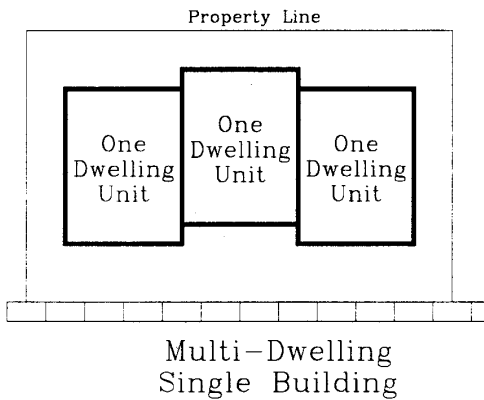 Property Line
One
Dwelling
Unit
One
Dwelling
Unit
One
Dwelling
Unit
Multi-Dwelling
Single Building